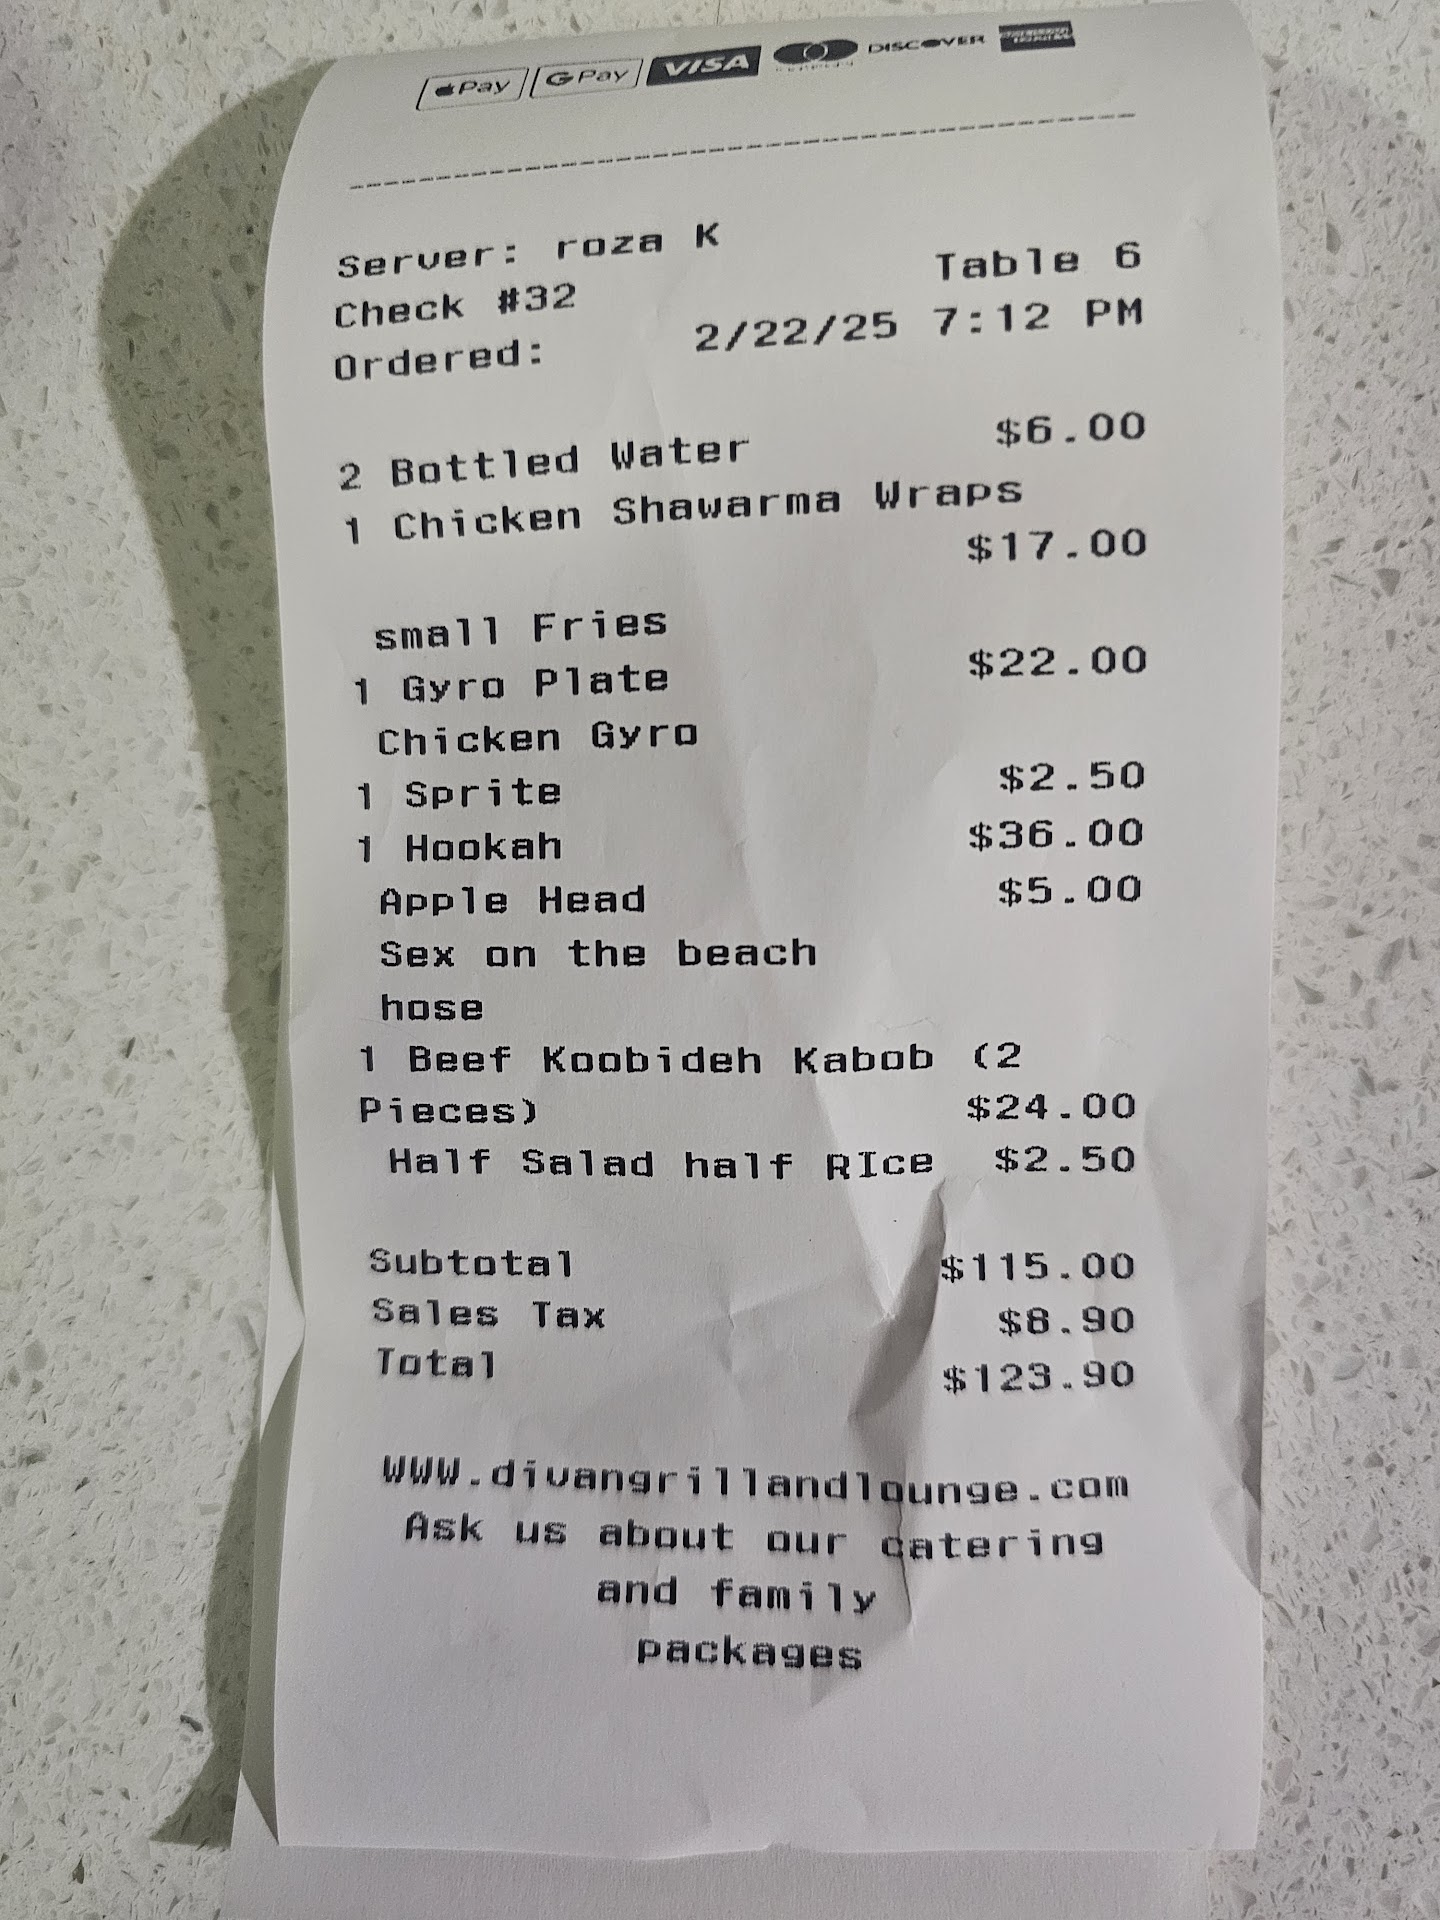 Pay GPay VISA DISCOVER
Server: roza K
Check #32 Table 6
Ordered: 2/22/25 7:12 PM
2 Bottled Water $6.00
1 Chicken Shawarma Wraps
$17.00
small Fries
1 Gyro Plate $22.00
Chicken Gyro
1 Sprite $2.50
1 Hookah $36.00
Apple Head $5.00
Sex on the beach
hose
1 Beef Koobideh Kabob (2
Pieces) $24.00
Half Salad half RIce $2.50
Subtotal $115.00
Sales Tax $8.90
Total $123.90
WWW.divangrillandlounge.com
Ask us about our catering
and family
packages